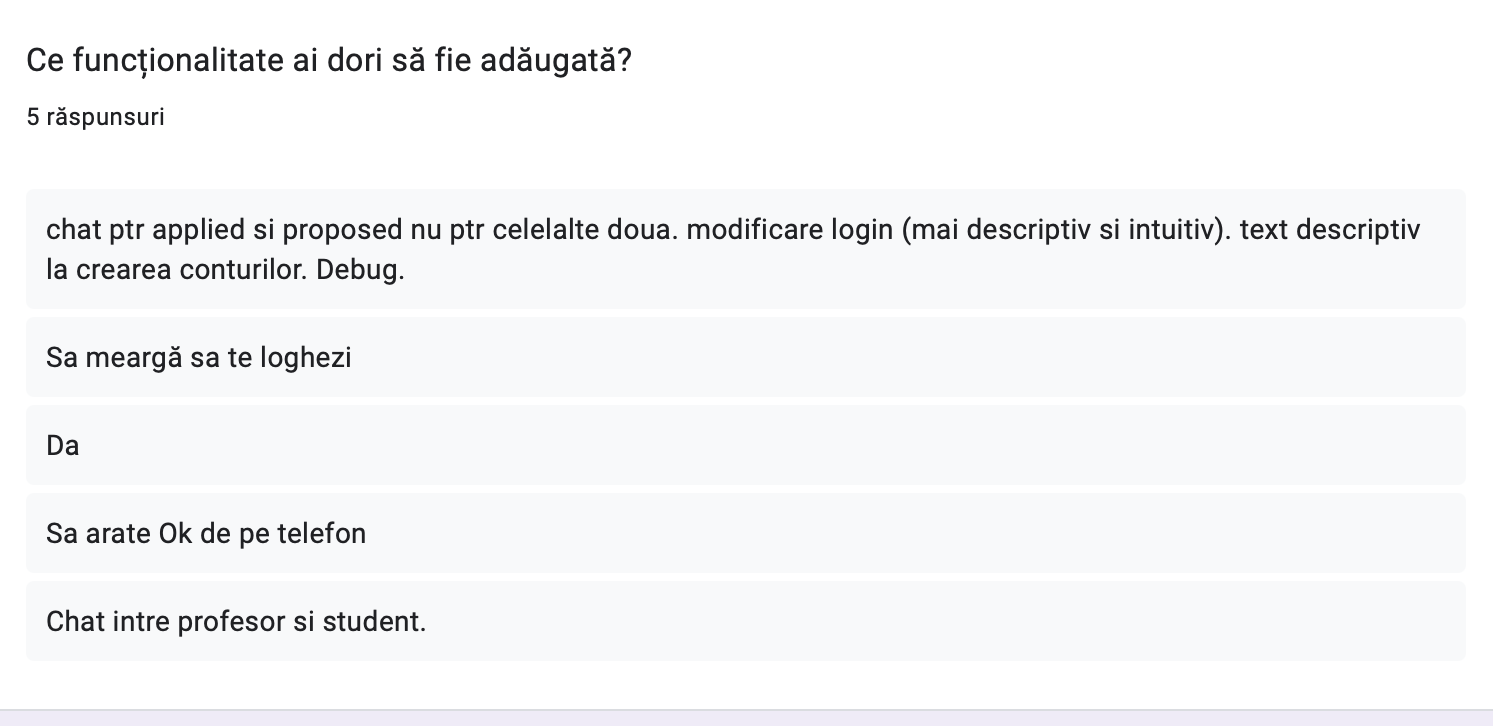 Ce funcționalitate ai dori să fie adăugată?
5 răspunsuri
chat ptr applied si proposed nu ptr celelalte doua. modificare login (mai descriptiv si intuitiv). text descriptiv
la crearea conturilor. Debug.
Sa meargă sa te loghezi
Da
Sa arate Ok de pe telefon
Chat intre profesor si student.